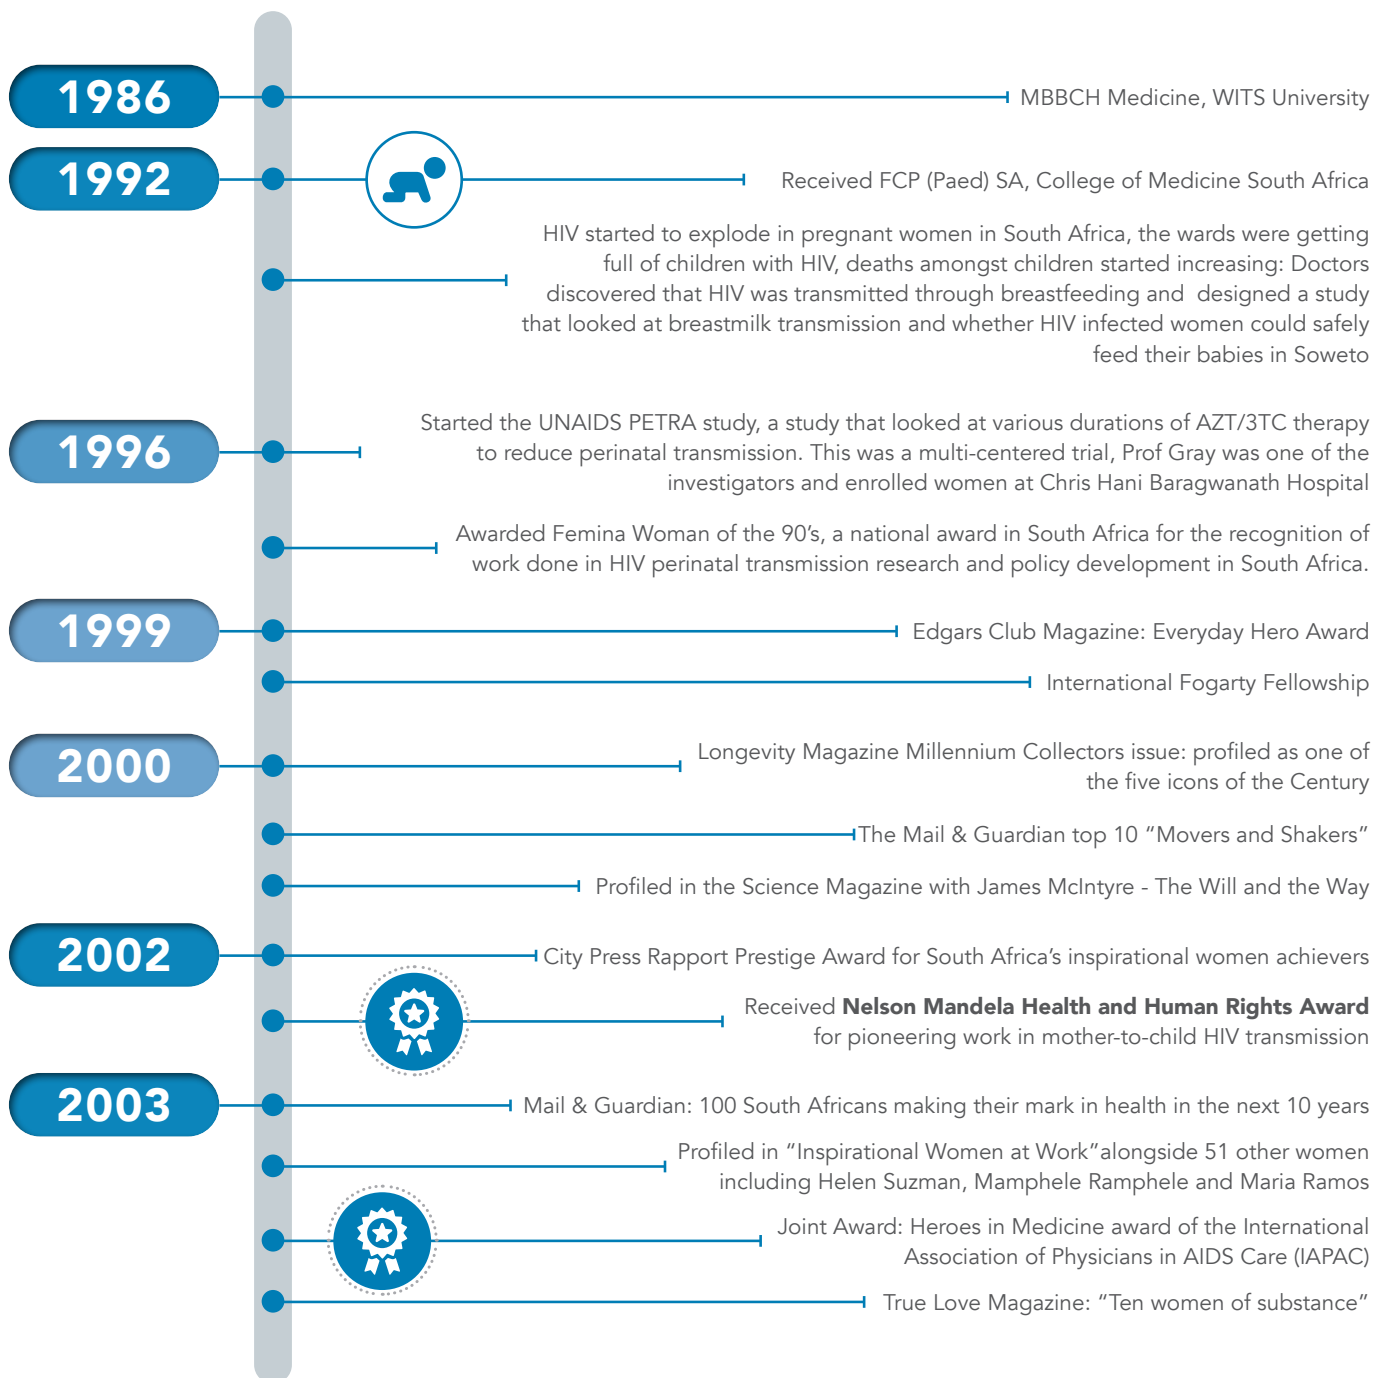 1986
MBBCH Medicine, WITS University
1992
Received FCP (Paed) SA, College of Medicine South Africa
HIV started to explode in pregnant women in South Africa, the wards were getting
full of children with HIV, deaths amongst children started increasing: Doctors
discovered that HIV was transmitted through breastfeeding and  designed a study
that looked at breastmilk transmission and whether HIV infected women could safely
feed their babies in Soweto
1996
Started the UNAIDS PETRA study, a study that looked at various durations of AZT/3TC therapy
to reduce perinatal transmission. This was a multi-centered trial, Prof Gray was one of the
investigators and enrolled women at Chris Hani Baragwanath Hospital
Awarded Femina Woman of the 90’s, a national award in South Africa for the recognition of
work done in HIV perinatal transmission research and policy development in South Africa.
1999
Edgars Club Magazine: Everyday Hero Award
International Fogarty Fellowship
2000
Longevity Magazine Millennium Collectors issue: profiled as one of
the five icons of the Century
The Mail & Guardian top 10 “Movers and Shakers”
Profiled in the Science Magazine with James McIntyre - The Will and the Way
2002
City Press Rapport Prestige Award for South Africa’s inspirational women achievers
Received Nelson Mandela Health and Human Rights Award
for pioneering work in mother-to-child HIV transmission
2003
Mail & Guardian: 100 South Africans making their mark in health in the next 10 years
Profiled in “Inspirational Women at Work”alongside 51 other women
including Helen Suzman, Mamphele Ramphele and Maria Ramos
Joint Award: Heroes in Medicine award of the International
Association of Physicians in AIDS Care (IAPAC)
True Love Magazine: “Ten women of substance”